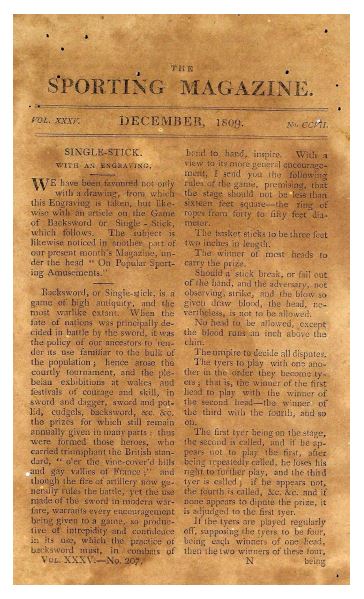 THE
SPORTING MAGAZINE.
VOL. XXXV.
DECEMBER, 1809.
No. CCVII.
SINGLE-STICK.
WITH AN ENGRAVING.
WE have been favoured not only
with a drawing, from which
this Engraving is taken, but like-
wise with an article on the Game
of Backsword or Single-Stick,
which follows. The subject is
likewise noticed in another part of
our present month's Magazine, un-
der the head "On Popular Sport-
ing Amusements."
Backsword, or Single-stick, is a
game of high antiquity, and the
most warlike extant. When the
fate of nations was principally de-
cided in battle by the sword, it was
the policy of our ancestors to ren-
der its use familiar to the bulk of
the population; hence arose the
courtly tournament, and the ple-
beian exhibitions at wakes and
festivals of courage and skill, in
sword and dagger, sword and pot-
lid, cudgels, backsword, &c. &c.
the prizes for which still remain
annually given in many parts: thus
were formed those heroes, who
carried triumphant the British stan-
dard, "o'er the vine-cover'd hills
and gay vallies of France;" and
though the fire of artillery now ge-
nerally rules the battle, yet the use
made of the sword in modern war-
fare, warrants every encouragement
being given to a game, so produc-
tive of intrepidity and confidence
in its use, which the practice of
backsword must, in combats of
VOL. XXXV.—No. 207.
hand to hand, inspire. With a
view to its more general encourage-
ment, I send you the following
rules of the game, premising, that
the stage should not be less than
sixteen feet square—the ring of
ropes from forty to fifty feet dia-
meter.
The basket sticks to be three feet
two inches in length.
The winner of most heads to
carry the prize.
Should a stick break, or fall out
of the hand, and the adversary, not
observing, strike, and the blow so
given draw blood, the head, ne-
vertheless, is not to be allowed.
No head to be allowed, except
the blood runs an inch above the
chin.
The umpire to decide all disputes.
The tyers to play with one ano-
ther in the order they become ty-
ers; that is, the winner of the first
head to play with the winner of
the second head—the winner of
the third with the fourth, and so
on.
The first tyer being on the stage,
the second is called, and if he ap-
pears not to play the first, after
being repeatedly called, he loses his
right to further play, and the third
tyer is called; if he appears not,
the fourth is called, &c. &c. and if
none appears to dispute the prize, it
is adjudged to the first tyer.
If the tyers are played regularly
off, supposing the tyers to be four,
being each winners of one head,
then the two winners of these four,
N
being